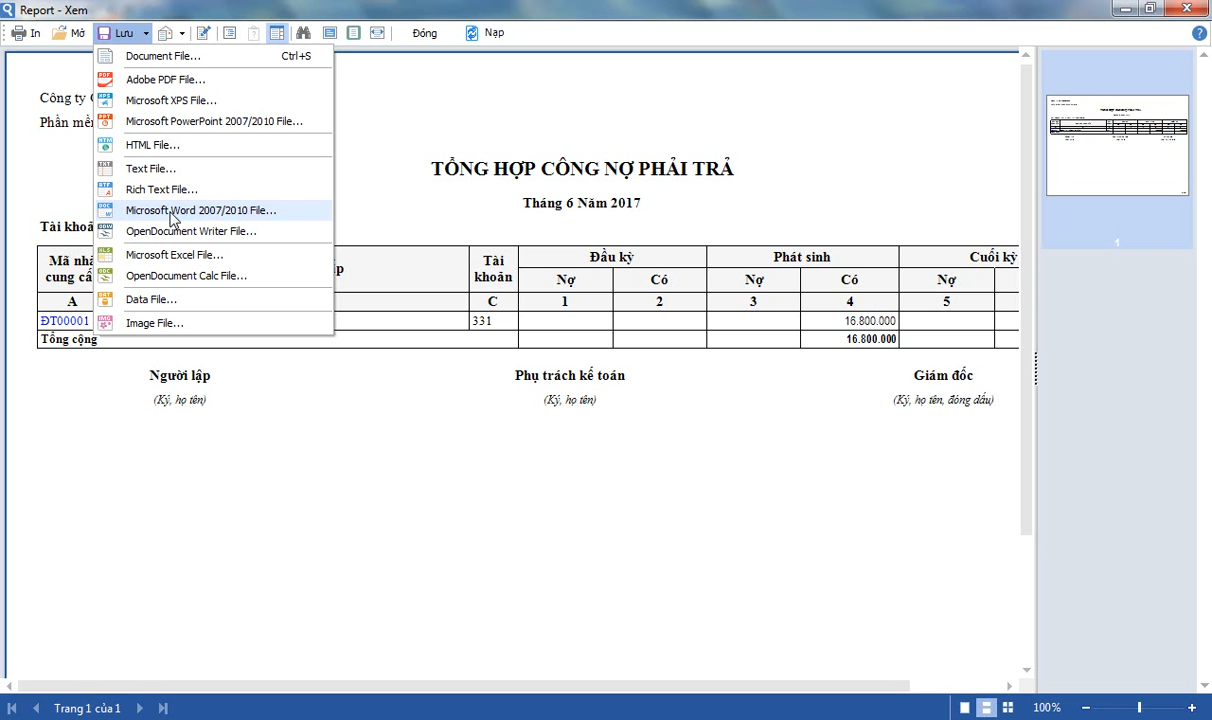 Report - Xem
In Mở Lưu Đóng Nạp
Document File... Ctrl+S
Adobe PDF File...
Microsoft XPS File...
Microsoft PowerPoint 2007/2010 File...
HTML File...
Text File...
Rich Text File...
Microsoft Word 2007/2010 File...
OpenDocument Writer File...
Microsoft Excel File...
OpenDocument Calc File...
Data File...
Image File...
Công ty
Phần mề
TỔNG HỢP CÔNG NỢ PHẢI TRẢ
Tháng 6 Năm 2017
Tài khoả
Mã nhà Tài Đầu kỳ Phát sinh Cuối kỳ
cung cấ khoản Nợ Có Nợ Có Nợ
A C 1 2 3 4 5
ĐT00001 331 16.800.000
Tổng cộng 16.800.000
Người lập Phụ trách kế toán Giám đốc
(Ký, họ tên) (Ký, họ tên) (Ký, họ tên, đóng dấu)
1
Trang 1 của 1 100%